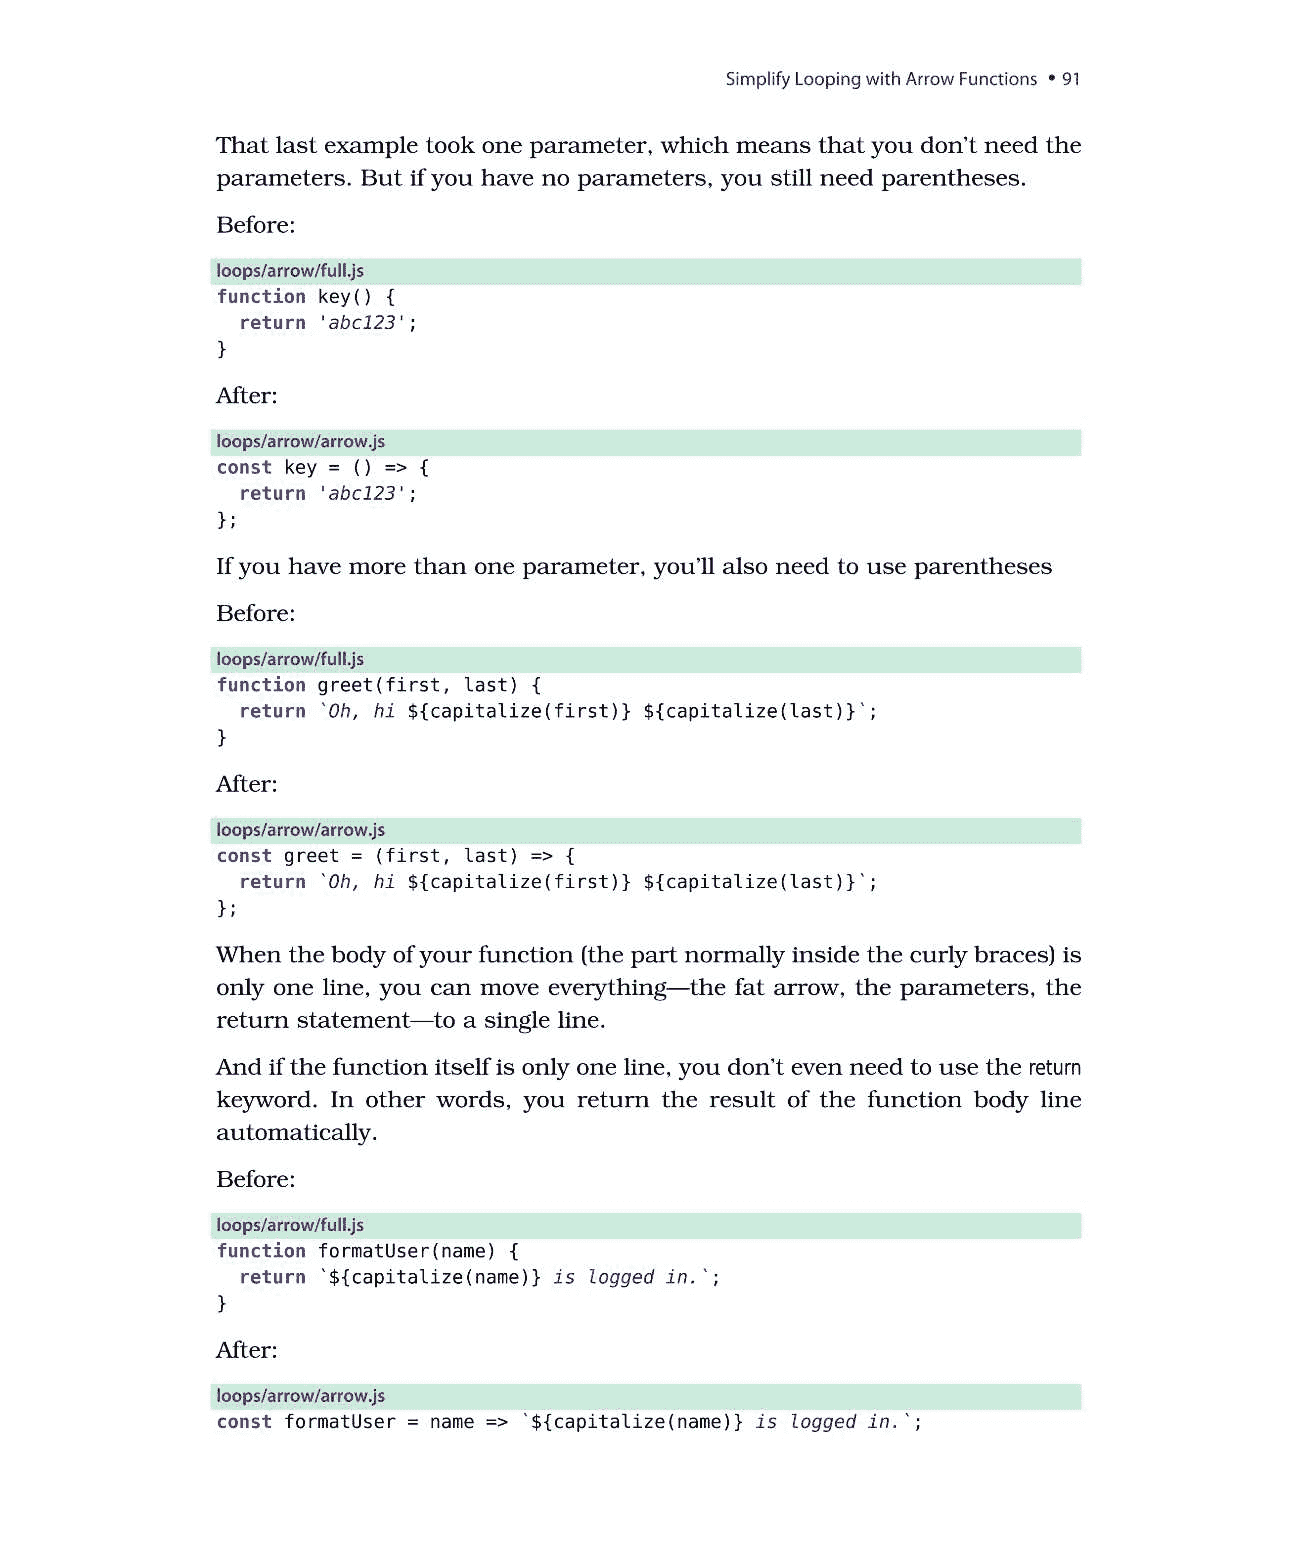 Simplify Looping with Arrow Functions • 91
That last example took one parameter, which means that you don’t need the
parameters. But if you have no parameters, you still need parentheses.
Before:
loops/arrow/full.js
function key() {
  return 'abc123';
}
After:
loops/arrow/arrow.js
const key = () => {
  return 'abc123';
};
If you have more than one parameter, you’ll also need to use parentheses
Before:
loops/arrow/full.js
function greet(first, last) {
  return `Oh, hi ${capitalize(first)} ${capitalize(last)}`;
}
After:
loops/arrow/arrow.js
const greet = (first, last) => {
  return `Oh, hi ${capitalize(first)} ${capitalize(last)}`;
};
When the body of your function (the part normally inside the curly braces) is
only one line, you can move everything—the fat arrow, the parameters, the
return statement—to a single line.
And if the function itself is only one line, you don’t even need to use the return
keyword. In other words, you return the result of the function body line
automatically.
Before:
loops/arrow/full.js
function formatUser(name) {
  return `${capitalize(name)} is logged in.`;
}
After:
loops/arrow/arrow.js
const formatUser = name => `${capitalize(name)} is logged in.`;